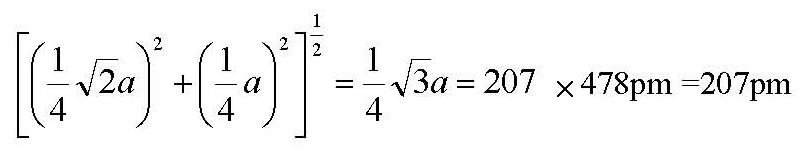 [(1/4 √2a)² + (1/4 a)²]^(1/2) = 1/4 √3a = 207 ×478pm =207pm